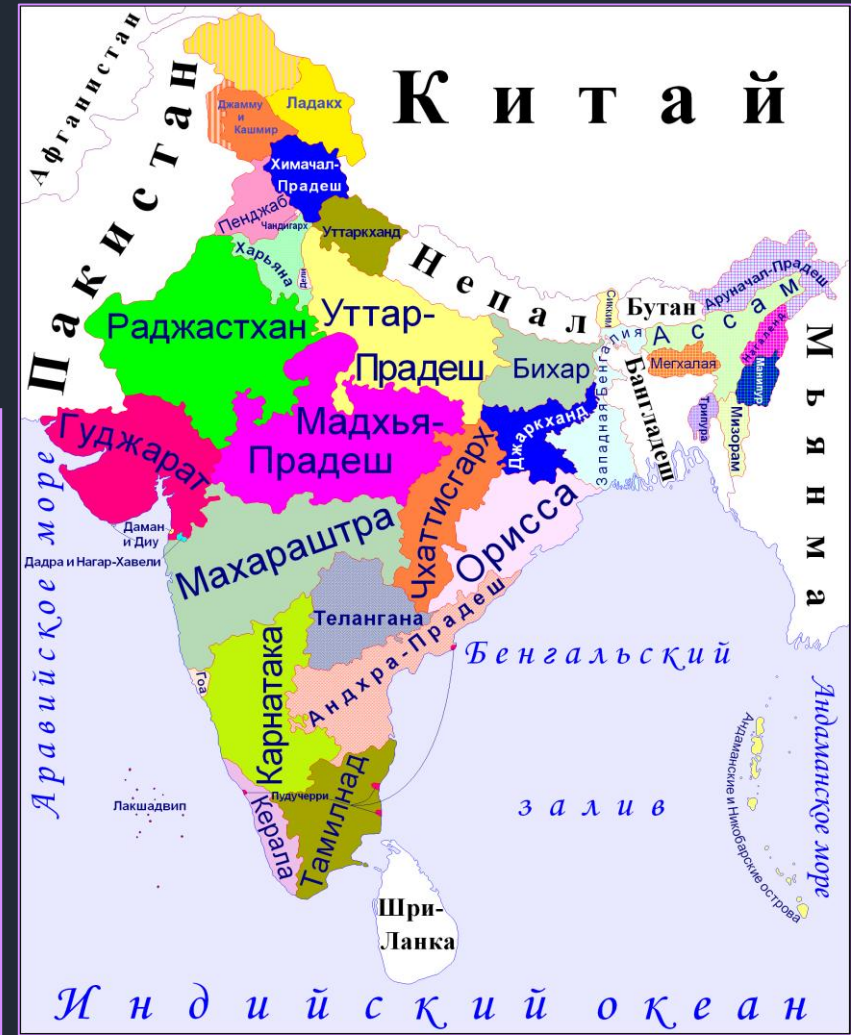 Афганистан
Пакистан
Китай
Джамму
и
Кашмир
Ладакх
Химачал-
Прадеш
Пенджаб
Чандигарх
Уттаркханд
Харьяна
Дели
Непал
Раджастхан
Уттар-
Прадеш
Сикким
Бутан
Аруначал-Прадеш
Ассам
Нагаленд
Манипур
Мегхалая
Бихар
Западная Бенгалия
Бангладеш
Трипура
Мизорам
Мьянма
Гуджарат
Мадхья-
Прадеш
Джаркханд
Чхаттисгарх
Орисса
Даман
и Диу
Дадра и Нагар-Хавели
Махараштра
Телангана
Андхра-Прадеш
Аравийское море
Гоа
Карнатака
Бенгальский
залив
Андаманские и Никобарские острова
Андаманское море
Лакшадвип
Пудучерри
Керала
Тамилнад
Шри-
Ланка
Индийский океан